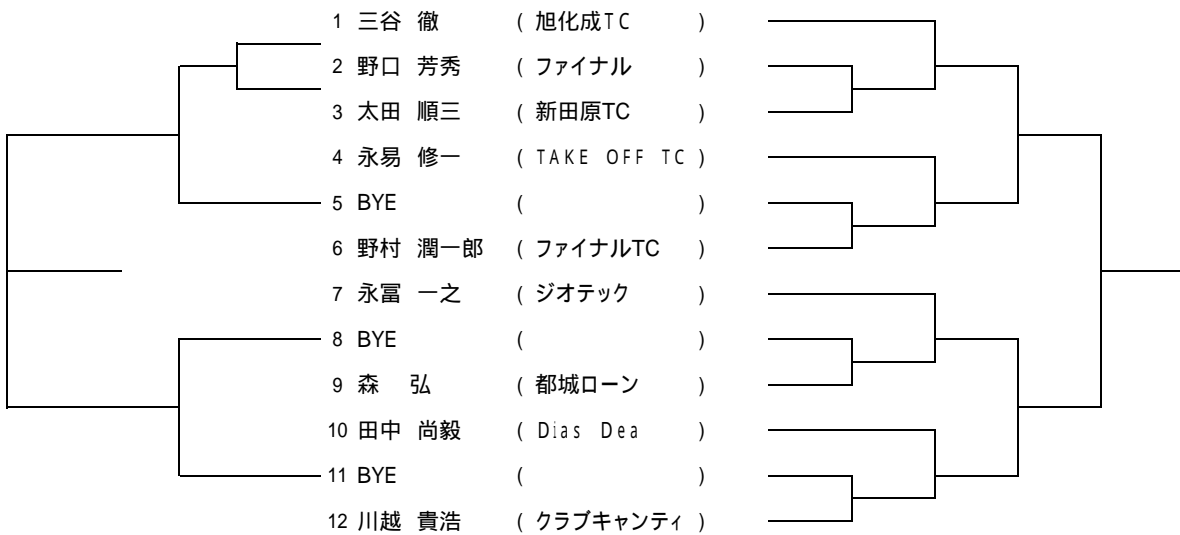 1 三谷 徹 ( 旭化成TC )
2 野口 芳秀 ( ファイナル )
3 太田 順三 ( 新田原TC )
4 永易 修一 ( TAKE OFF TC )
5 BYE ( )
6 野村 潤一郎 ( ファイナルTC )
7 永冨 一之 ( ジオテック )
8 BYE ( )
9 森 弘 ( 都城ローン )
10 田中 尚毅 ( Dias Dea )
11 BYE ( )
12 川越 貴浩 ( クラブキャンティ )